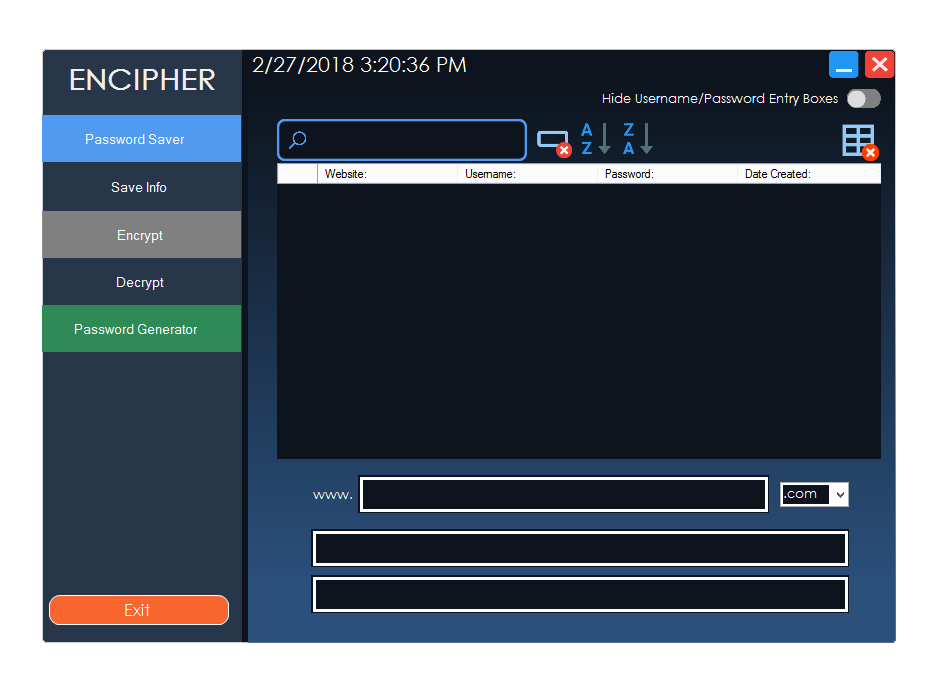 ENCIPHER
2/27/2018 3:20:36 PM
Hide Username/Password Entry Boxes
Password Saver
Save Info
Encrypt
Decrypt
Password Generator
Exit
A Z
Z A
Website: Username: Password: Date Created:
www. .com